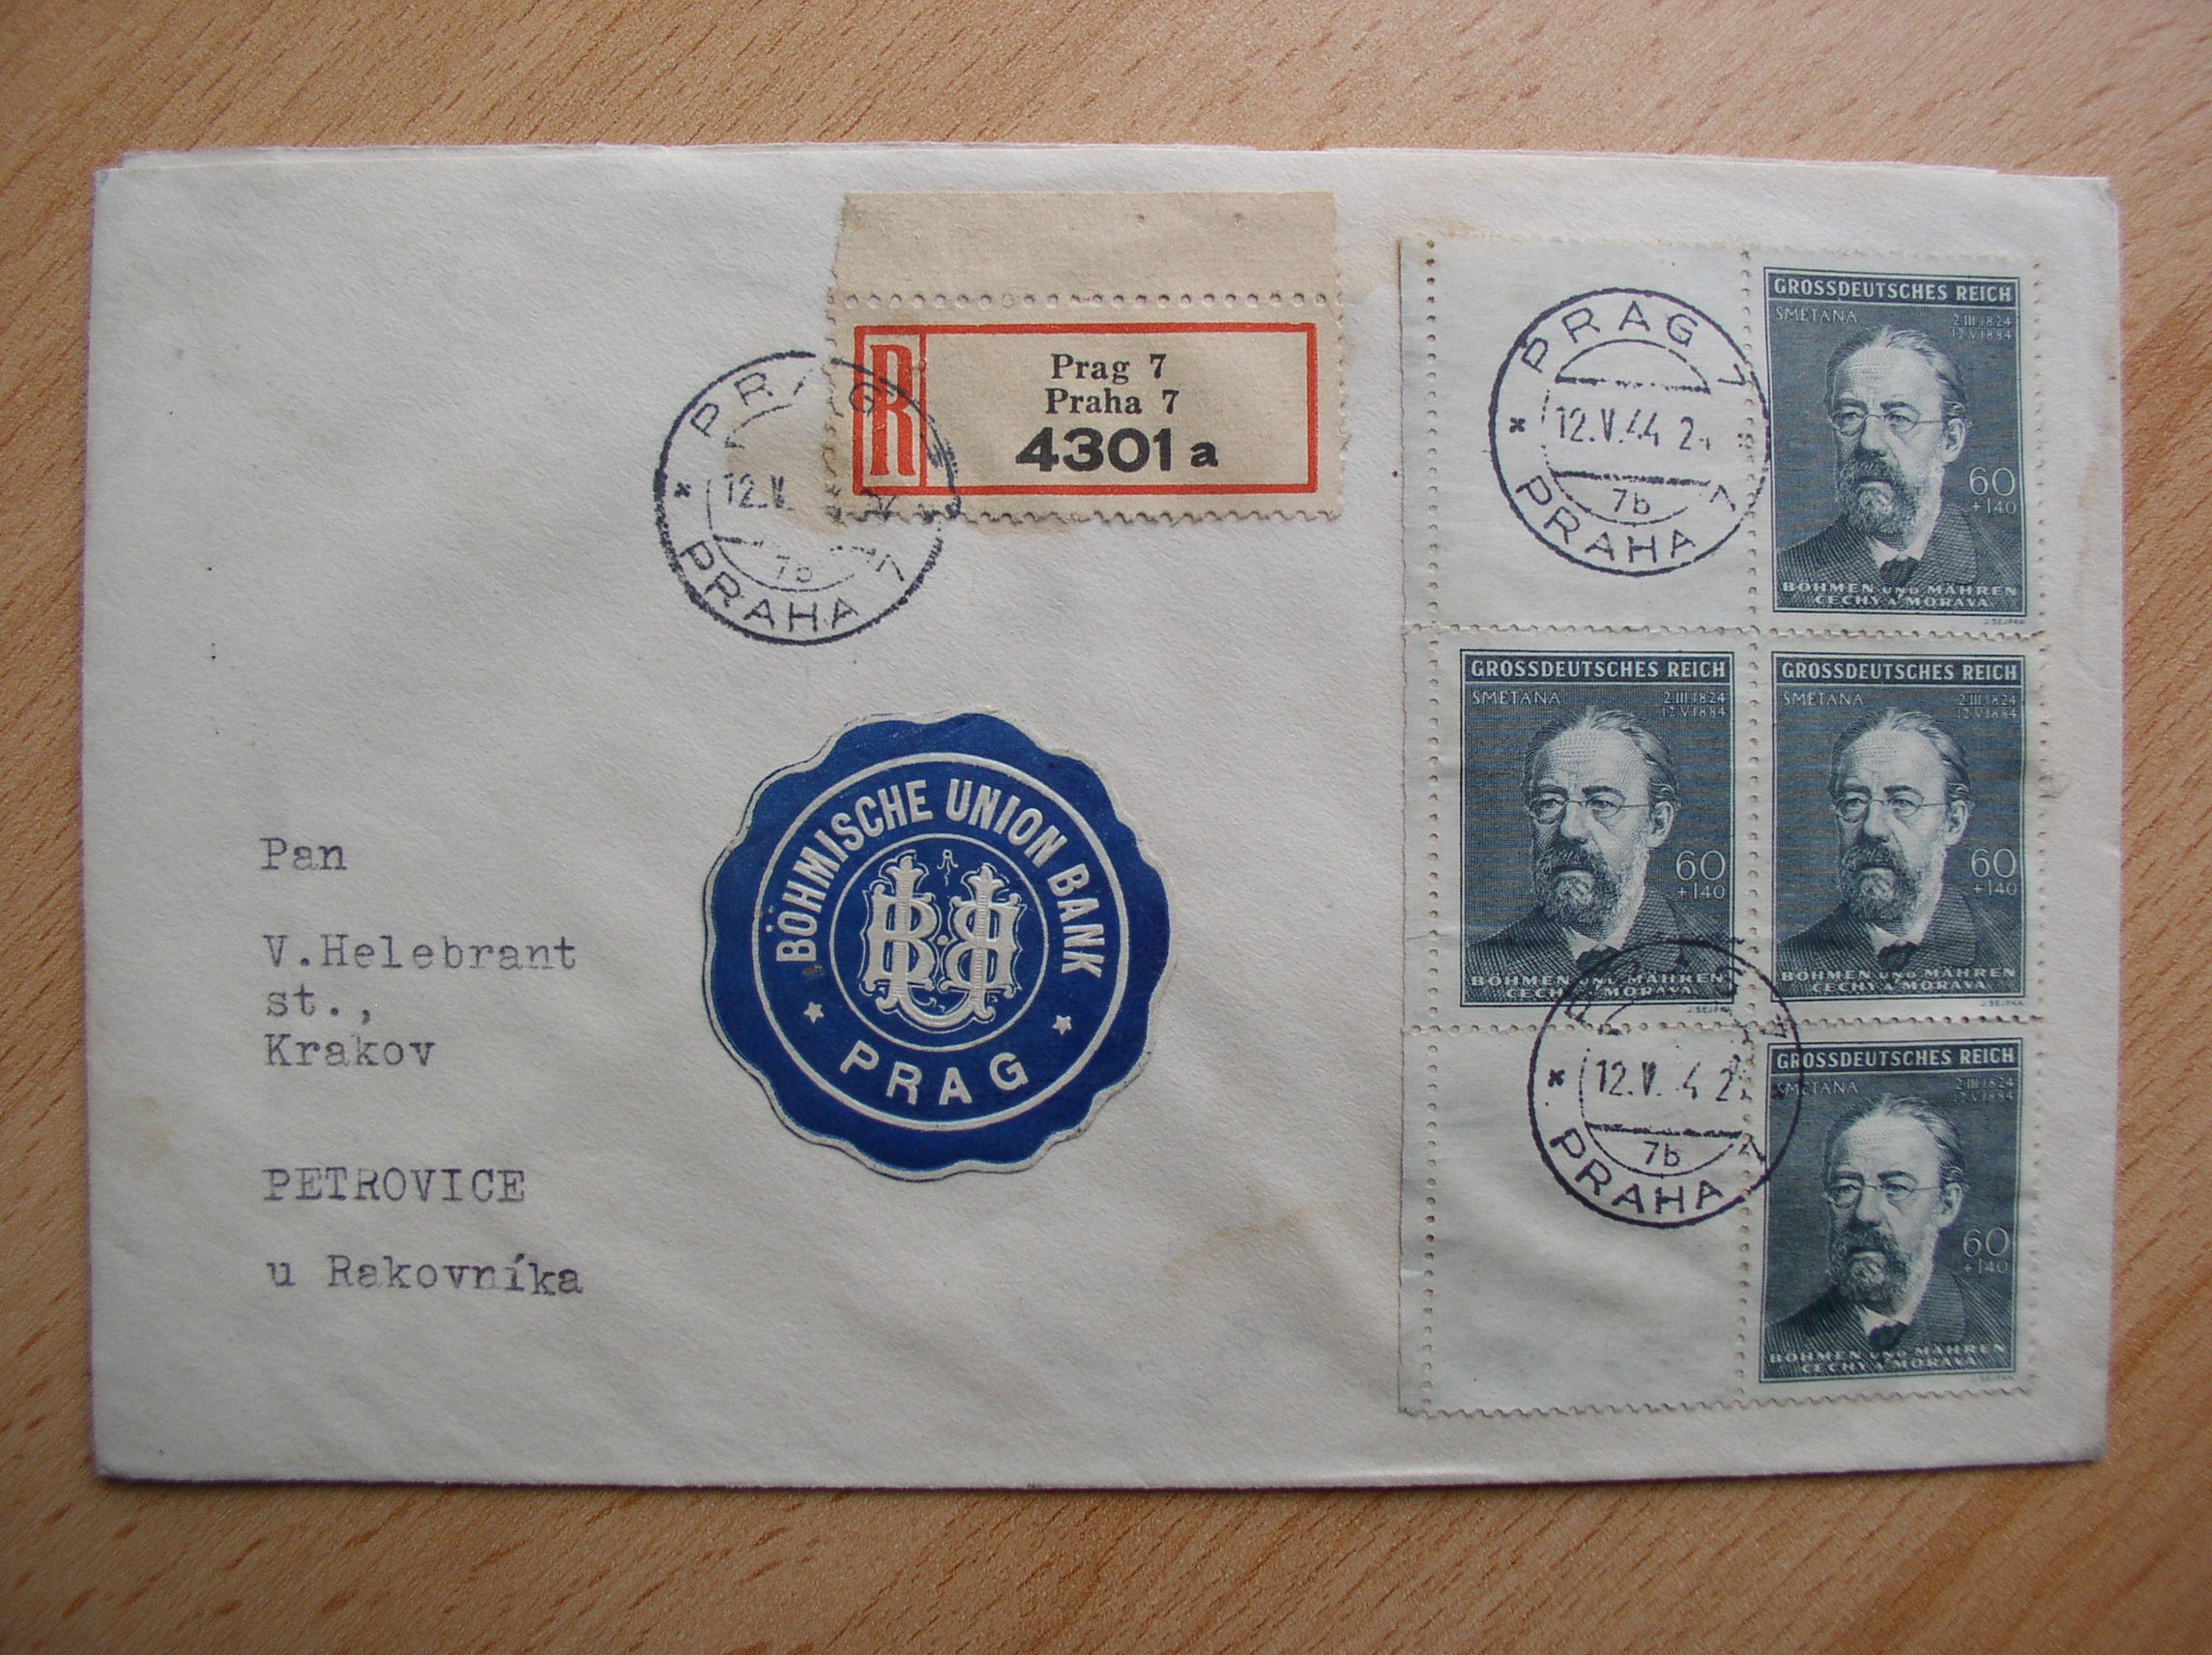 Prag 7
Praha 7
R
4301 a
PRAG
12.V.
7b 7
PRAHA
PRAG 7
12.V.44
7b 7
PRAHA
GROSSDEUTSCHES REICH
SMETANA
2.III.1824
12.V.1884
60
+140
BÖHMEN UND MÄHREN
ČECHY A MORAVA
J.SEJPKA
GROSSDEUTSCHES REICH
SMETANA
2.III.1824
12.V.1884
60
+140
BÖHMEN UND MÄHREN
ČECHY A MORAVA
J.SEJPKA
GROSSDEUTSCHES REICH
SMETANA
2.III.1824
12.V.1884
60
+140
BÖHMEN UND MÄHREN
ČECHY A MORAVA
J.SEJPKA
12.V. 4
7b 7
PRAHA
GROSSDEUTSCHES REICH
SMETANA
2.III.1824
12.V.1884
60
+140
BÖHMEN UND MÄHREN
ČECHY A MORAVA
J.SEJPKA
BÖHMISCHE UNION BANK
BUB
PRAG
Pan
V.Helebrant
st.,
Krakov
PETROVICE
u Rakovníka